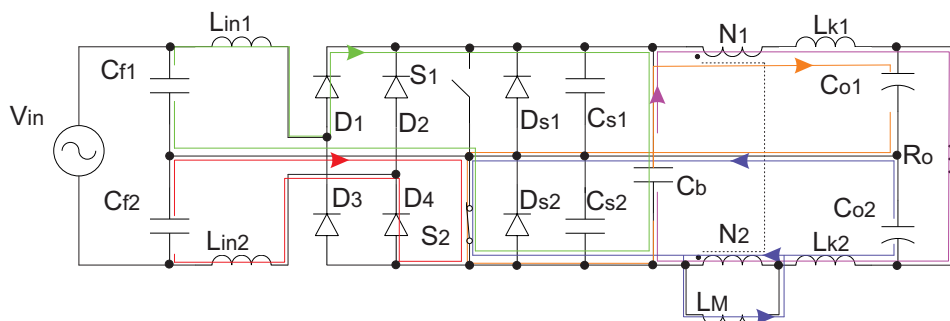 Lin1
N1
Lk1
Cf1
S1
Co1
Vin
D1
D2
Ds1
Cs1
Ro
Cb
Cf2
D3
D4
Ds2
Cs2
Co2
S2
Lin2
N2
Lk2
LM